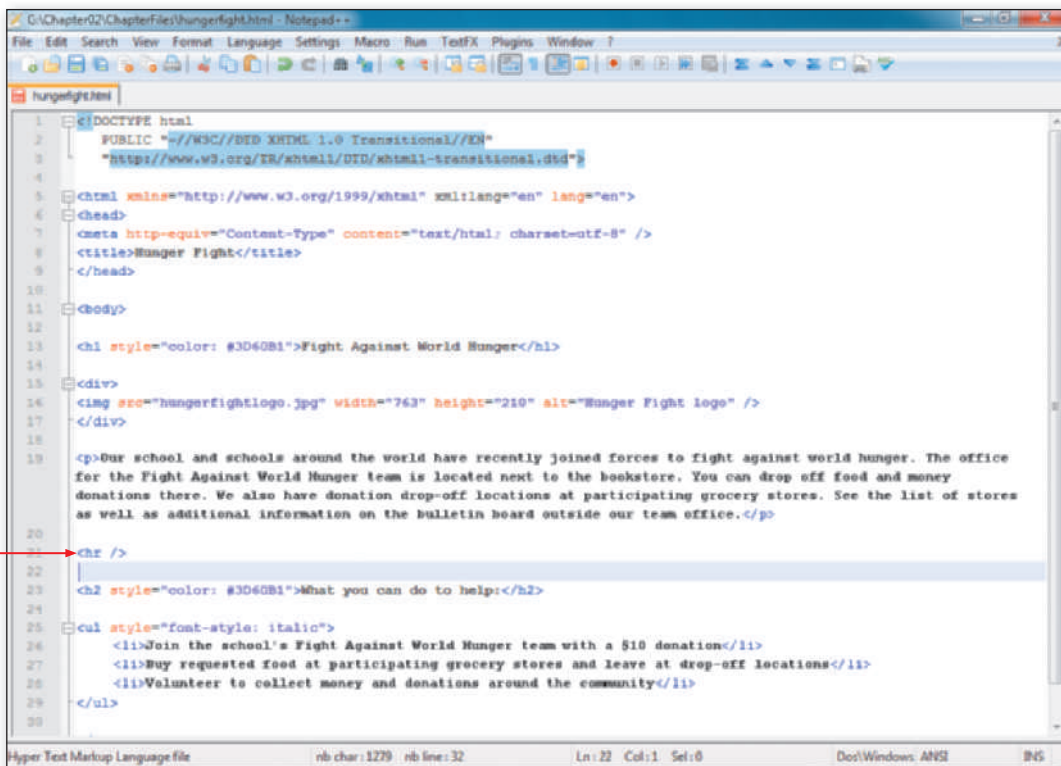 G:\Chapter02\ChapterFiles\hungerfight.html - Notepad++
File Edit Search View Format Language Settings Macro Run TextFX Plugins Window ?
hungerfight.html
1 <!DOCTYPE html
2 PUBLIC "-//W3C//DTD XHTML 1.0 Transitional//EN"
3 "http://www.w3.org/TR/xhtml1/DTD/xhtml1-transitional.dtd">
4
5 <html xmlns="http://www.w3.org/1999/xhtml" xml:lang="en" lang="en">
6 <head>
7 <meta http-equiv="Content-Type" content="text/html; charset=utf-8" />
8 <title>Hunger Fight</title>
9 </head>
10
11 <body>
12
13 <h1 style="color: #3D60B1">Fight Against World Hunger</h1>
14
15 <div>
16 <img src="hungerfightlogo.jpg" width="763" height="210" alt="Hunger Fight logo" />
17 </div>
18
19 <p>Our school and schools around the world have recently joined forces to fight against world hunger. The office
for the Fight Against World Hunger team is located next to the bookstore. You can drop off food and money
donations there. We also have donation drop-off locations at participating grocery stores. See the list of stores
as well as additional information on the bulletin board outside our team office.</p>
20
21 <hr />
22
23 <h2 style="color: #3D60B1">What you can do to help:</h2>
24
25 <ul style="font-style: italic">
26 <li>Join the school's Fight Against World Hunger team with a $10 donation</li>
27 <li>Buy requested food at participating grocery stores and leave at drop-off locations</li>
28 <li>Volunteer to collect money and donations around the community</li>
29 </ul>
30
Hyper Text Markup Language file nb char : 1279 nb line : 32 Ln : 22 Col : 1 Sel : 0 Dos\Windows ANSI INS